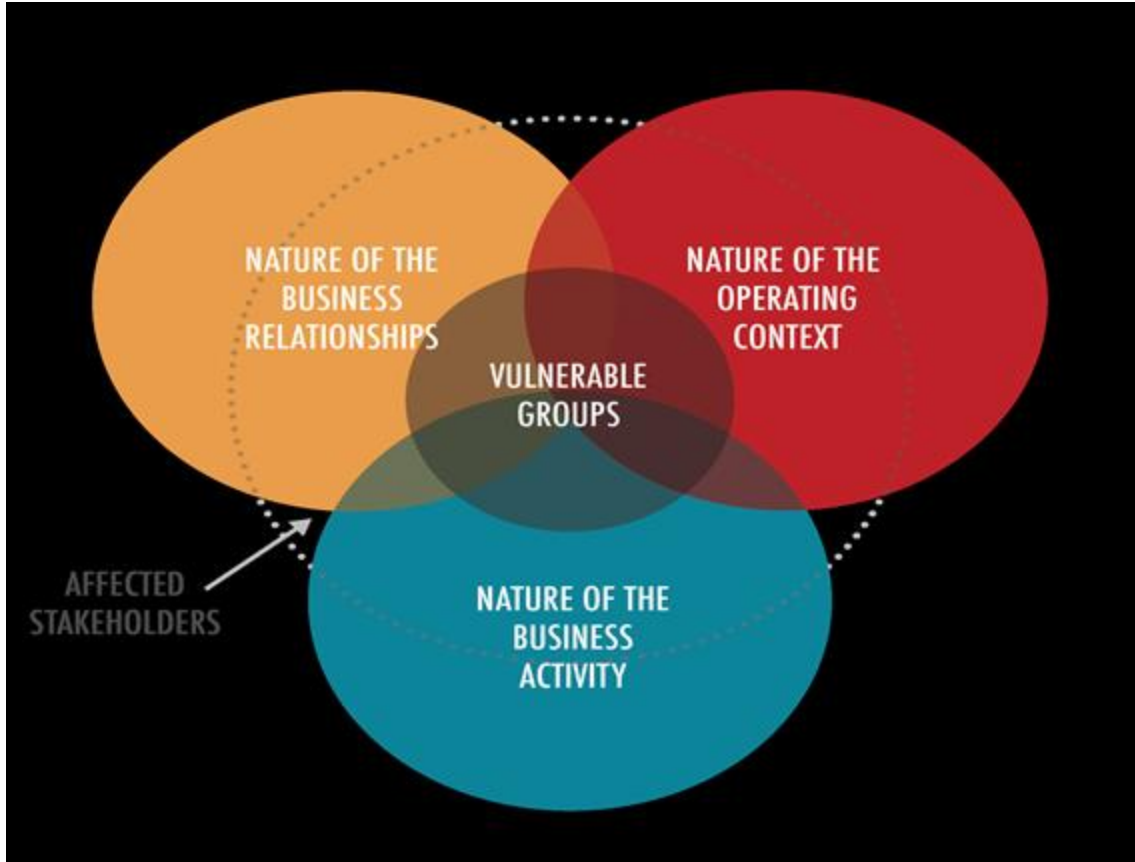 NATURE OF THE
BUSINESS
RELATIONSHIPS
NATURE OF THE
OPERATING
CONTEXT
VULNERABLE
GROUPS
AFFECTED
STAKEHOLDERS
NATURE OF THE
BUSINESS
ACTIVITY